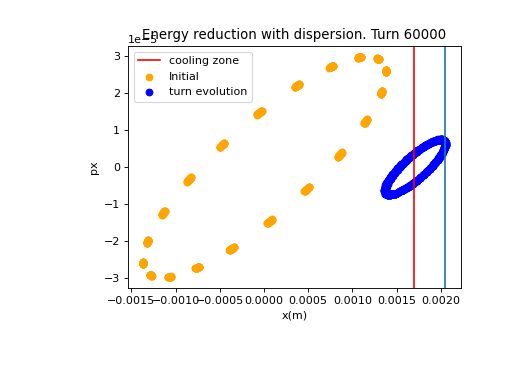 Energy reduction with dispersion. Turn 60000
1e−5
cooling zone
Initial
turn evolution
3
2
1
0
−1
−2
−3
px
−0.0015 −0.0010 −0.0005 0.0000 0.0005 0.0010 0.0015 0.0020
x(m)